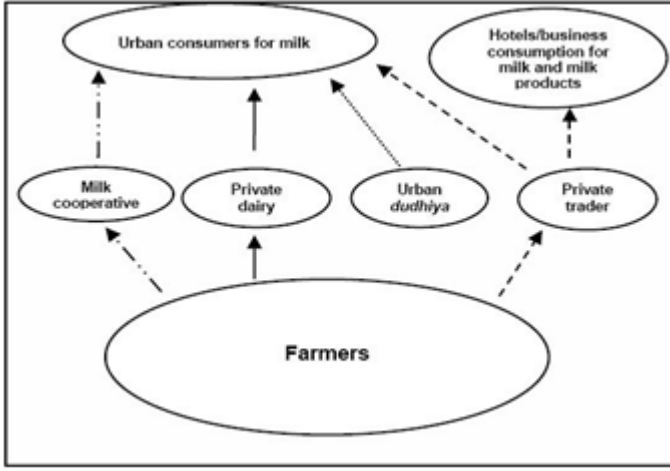 Urban consumers for milk
Hotels/business
consumption for
milk and milk
products
Milk
cooperative
Private
dairy
Urban
dudhiya
Private
trader
Farmers